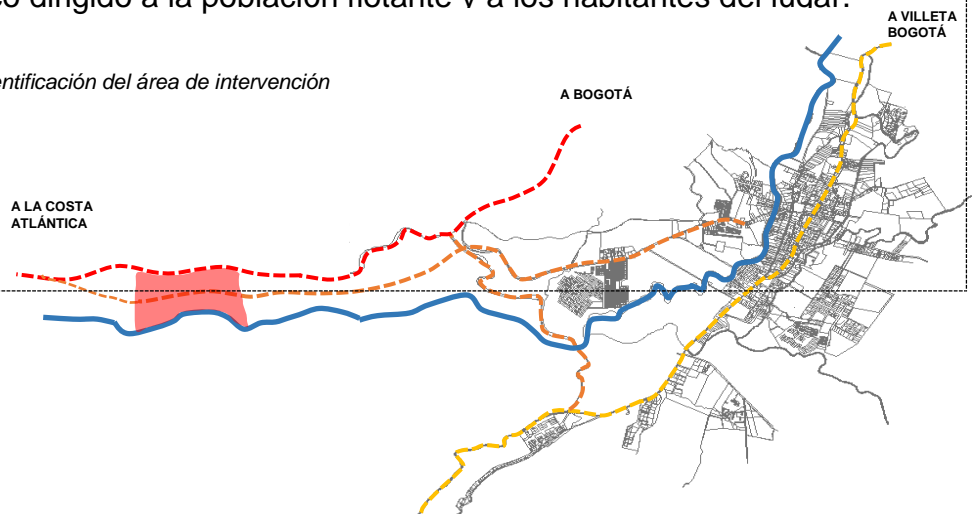 dirigido a la población flotante y a los habitantes del lugar.
entificación del área de intervención
A VILLETA
BOGOTÁ
A BOGOTÁ
A LA COSTA
ATLÁNTICA